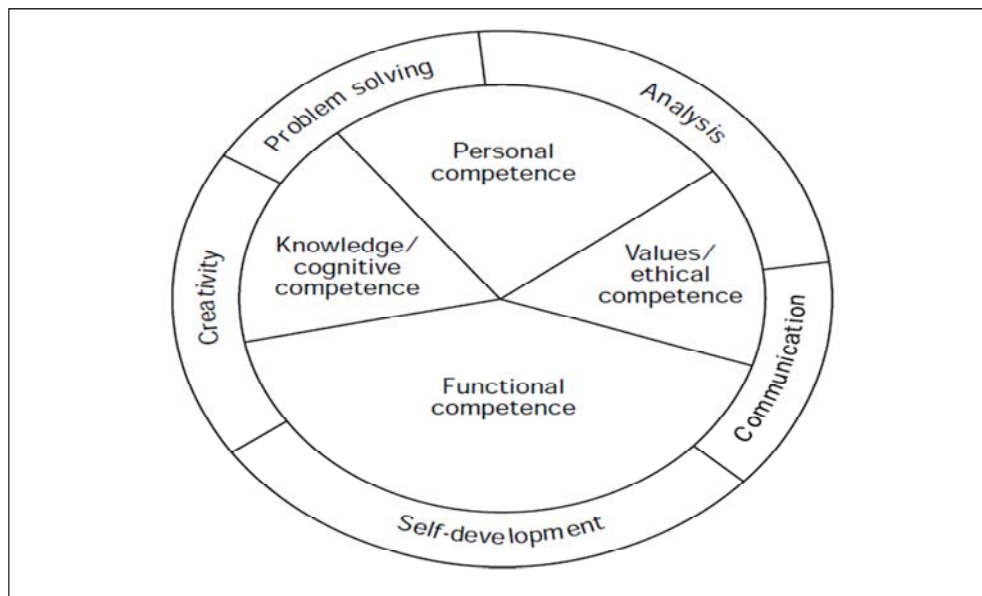 Problem solving
Analysis
Personal
competence
Knowledge/
cognitive
competence
Values/
ethical
competence
Creativity
Communication
Functional
competence
Self-development